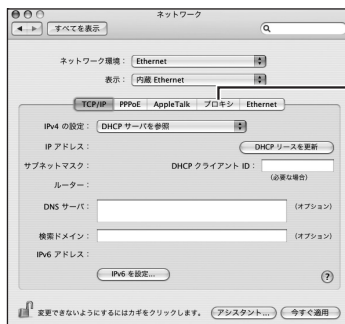 ネットワーク
すべてを表示
ネットワーク環境： Ethernet
表示： 内蔵 Ethernet
TCP/IP PPPoE AppleTalk プロキシ Ethernet
IPv4 の設定： DHCP サーバを参照
IP アドレス： DHCP リースを更新
サブネットマスク： DHCP クライアント ID：
(必要な場合)
ルーター：
DNS サーバ： (オプション)
検索ドメイン： (オプション)
IPv6 アドレス：
IPv6 を設定... ?
変更できないようにするにはカギをクリックします。 アシスタント... 今すぐ適用